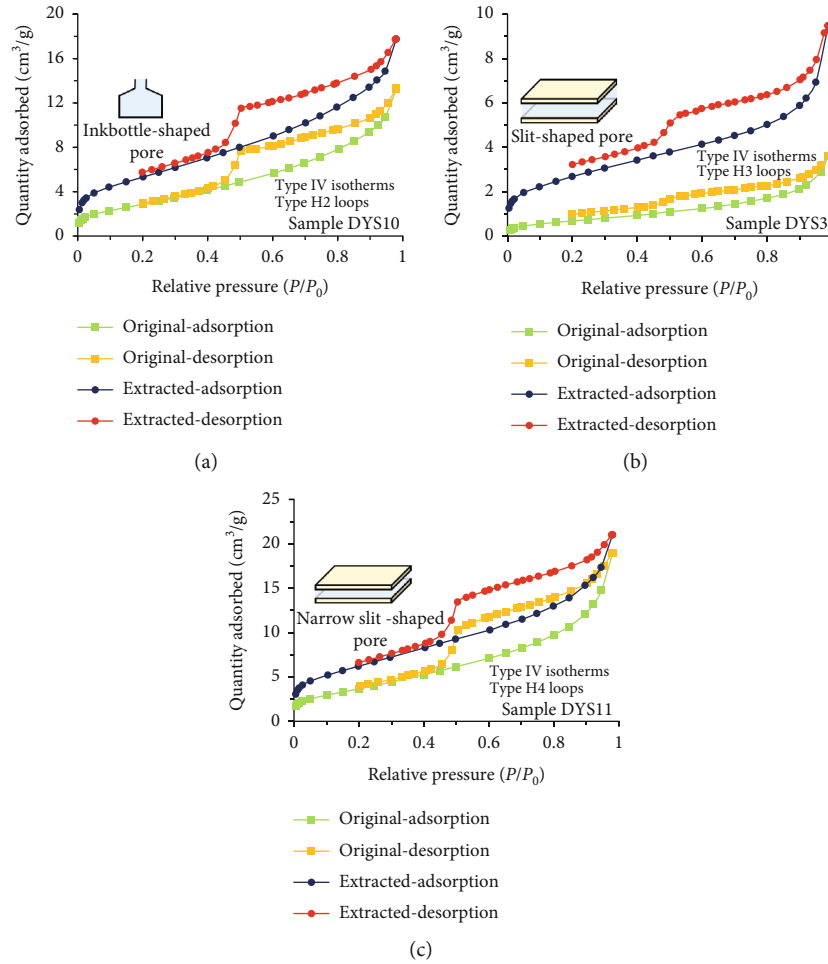 20
16
12
8
4
0
Quantity adsorbed (cm³/g)
Inkbottle-shaped
pore
Type IV isotherms
Type H2 loops
Sample DYS10
0 0.2 0.4 0.6 0.8 1
Relative pressure (P/P₀)
Original-adsorption
Original-desorption
Extracted-adsorption
Extracted-desorption
(a)
10
8
6
4
2
0
Quantity adsorbed (cm³/g)
Slit-shaped pore
Type IV isotherms
Type H3 loops
Sample DYS3
0 0.2 0.4 0.6 0.8
Relative pressure (P/P₀)
Original-adsorption
Original-desorption
Extracted-adsorption
Extracted-desorption
(b)
25
20
15
10
5
0
Quantity adsorbed (cm³/g)
Narrow slit -shaped
pore
Type IV isotherms
Type H4 loops
Sample DYS11
0 0.2 0.4 0.6 0.8 1
Relative pressure (P/P₀)
Original-adsorption
Original-desorption
Extracted-adsorption
Extracted-desorption
(c)